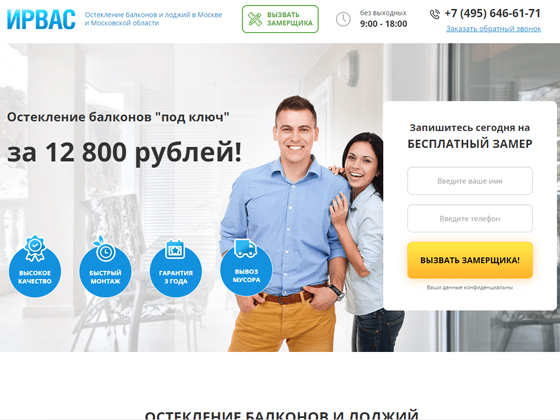 ИРВАС
Остекление балконов и лоджий в Москве
и Московской области
ВЫЗВАТЬ
ЗАМЕРЩИКА
без выходных
9:00 - 18:00
+7 (495) 646-61-71
Заказать обратный звонок
Остекление балконов "под ключ"
за 12 800 рублей!
ВЫСОКОЕ
КАЧЕСТВО
БЫСТРЫЙ
МОНТАЖ
ГАРАНТИЯ
3 ГОДА
ВЫВОЗ
МУСОРА
Запишитесь сегодня на
БЕСПЛАТНЫЙ ЗАМЕР
Введите ваше имя
Введите телефон
ВЫЗВАТЬ ЗАМЕРЩИКА!
Ваши данные конфиденциальны
ОСТЕКЛЕНИЕ БАЛКОНОВ И ЛОДЖИЙ